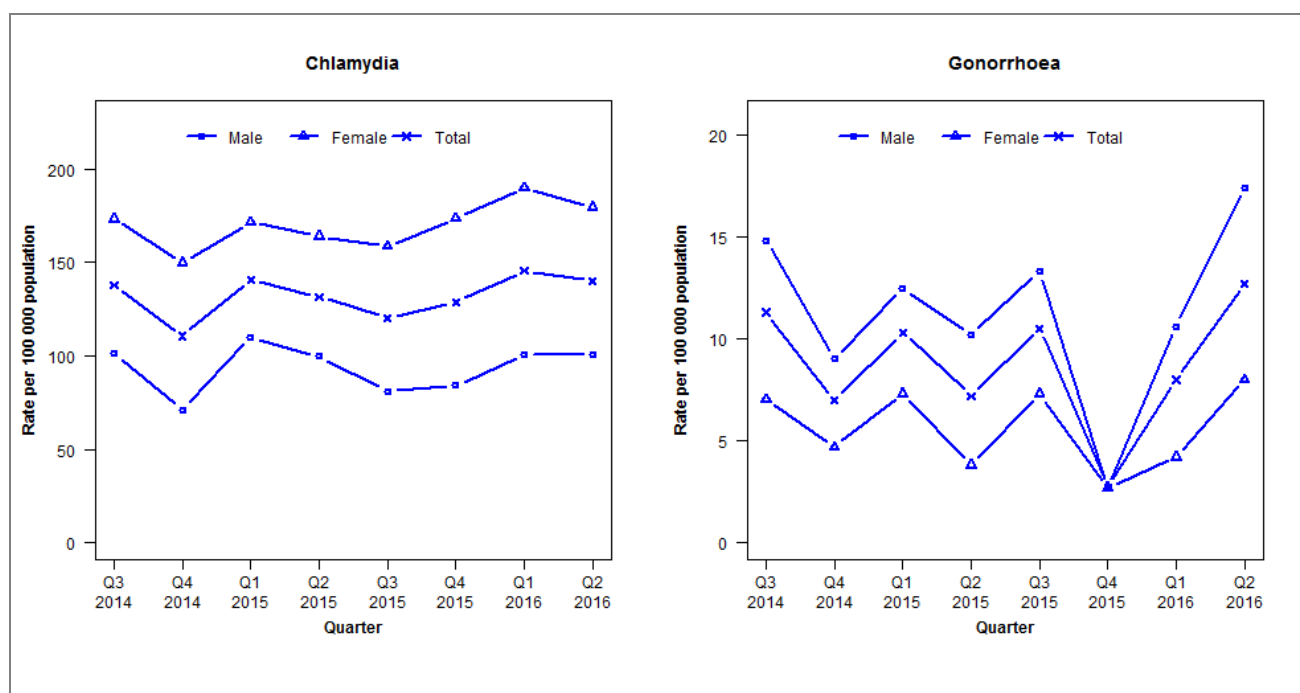 Chlamydia
Male Female Total
Rate per 100 000 population
200
150
100
50
0
Q3 Q4 Q1 Q2 Q3 Q4 Q1 Q2
2014 2014 2015 2015 2015 2015 2016 2016
Quarter
Gonorrhoea
Male Female Total
Rate per 100 000 population
20
15
10
5
0
Q3 Q4 Q1 Q2 Q3 Q4 Q1 Q2
2014 2014 2015 2015 2015 2015 2016 2016
Quarter